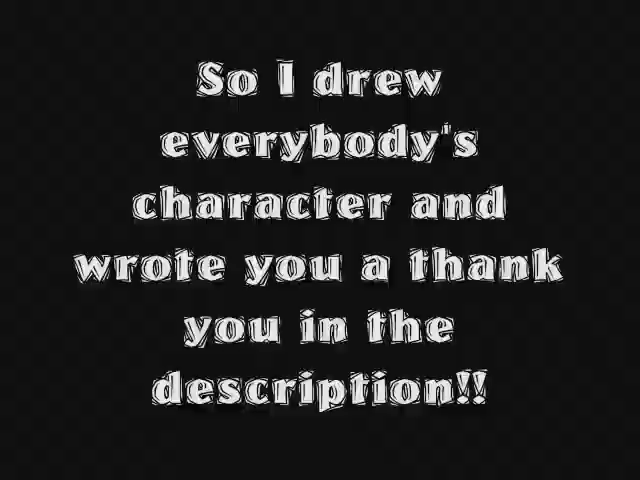 So I drew
everybody's
character and
wrote you a thank
you in the
description!!